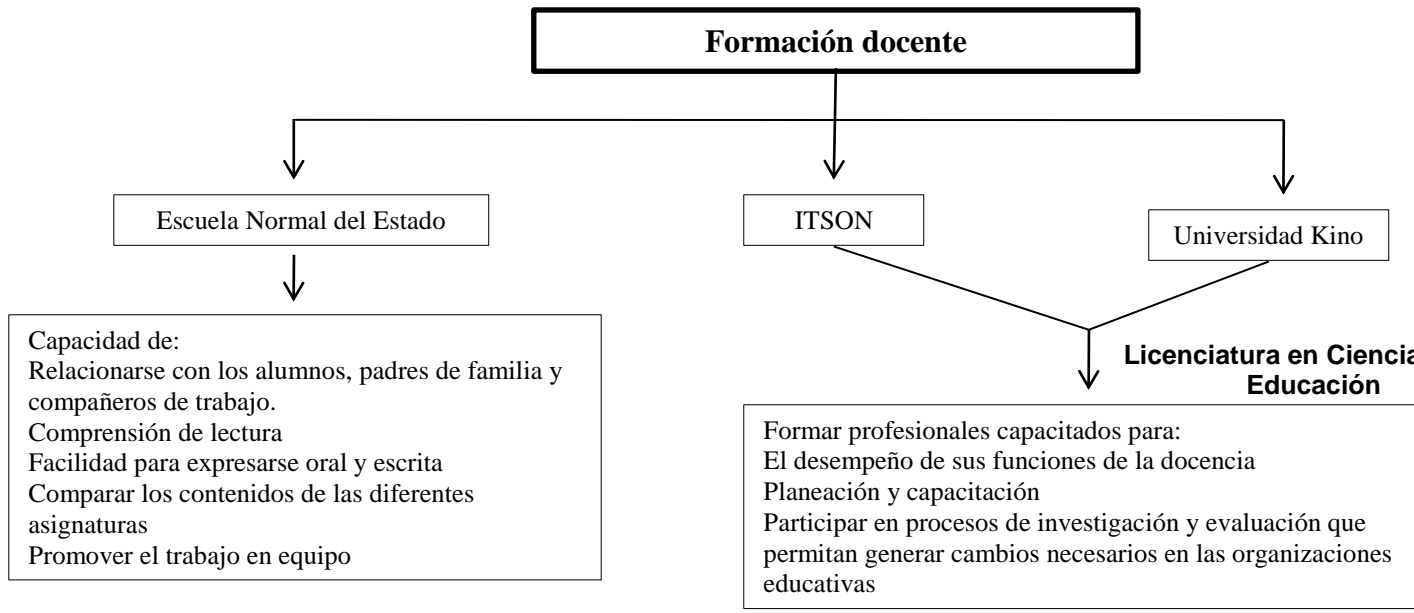 Formación docente
Escuela Normal del Estado
ITSON
Universidad Kino
Capacidad de:
Relacionarse con los alumnos, padres de familia y
compañeros de trabajo.
Comprensión de lectura
Facilidad para expresarse oral y escrita
Comparar los contenidos de las diferentes
asignaturas
Promover el trabajo en equipo
Licenciatura en Ciencia
Educación
Formar profesionales capacitados para:
El desempeño de sus funciones de la docencia
Planeación y capacitación
Participar en procesos de investigación y evaluación que
permitan generar cambios necesarios en las organizaciones
educativas